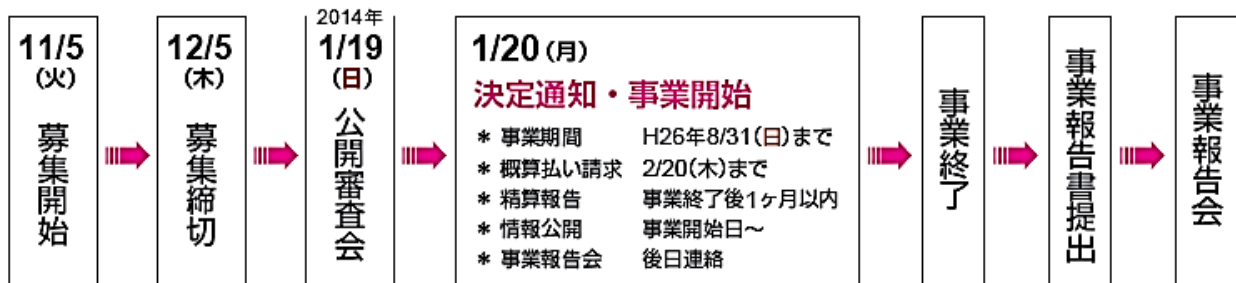 11/5
(火)
募集開始
12/5
(木)
募集締切
2014年
1/19
(日)
公開審査会
1/20(月)
決定通知・事業開始
* 事業期間 H26年8/31(日)まで
* 概算払い請求 2/20(木)まで
* 精算報告 事業終了後1ヶ月以内
* 情報公開 事業開始日～
* 事業報告会 後日連絡
事業終了
事業報告書提出
事業報告会